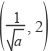 (1/√a, 2)